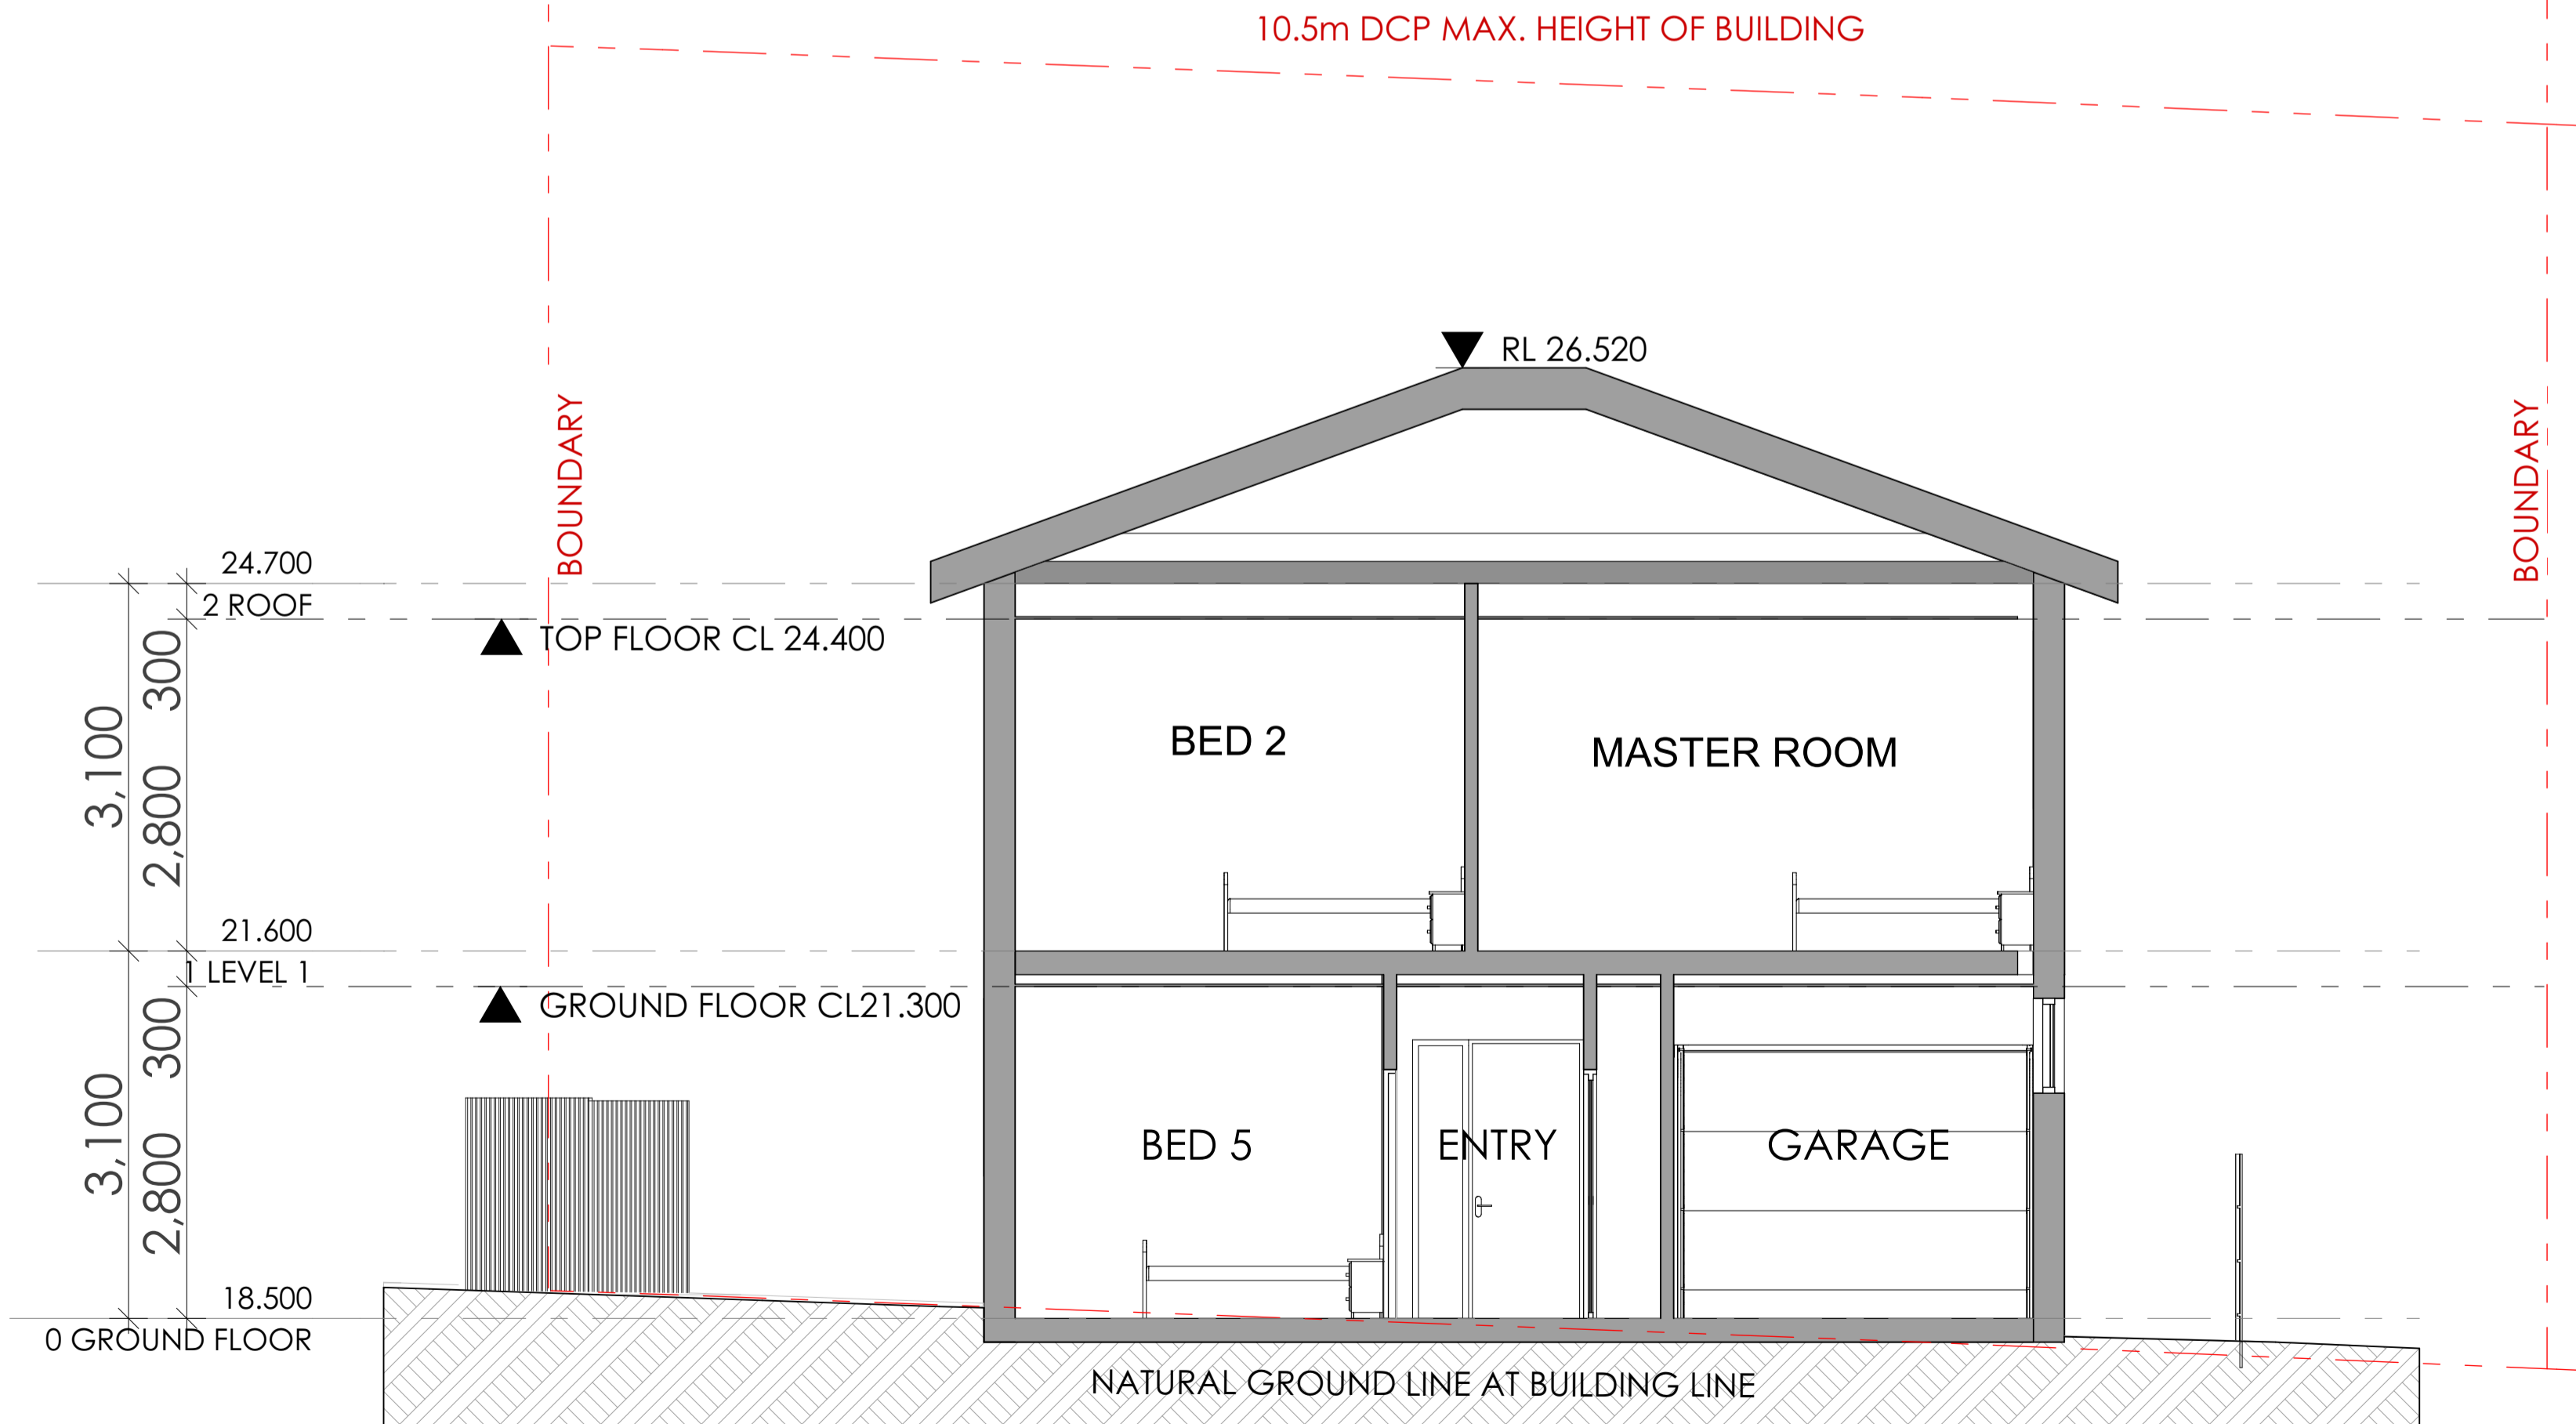 10.5m DCP MAX. HEIGHT OF BUILDING
RL 26.520
BOUNDARY
BOUNDARY
24.700
2 ROOF
TOP FLOOR CL 24.400
300
3,100
2,800
BED 2
MASTER ROOM
21.600
1 LEVEL 1
GROUND FLOOR CL21.300
300
3,100
2,800
BED 5
ENTRY
GARAGE
18.500
0 GROUND FLOOR
NATURAL GROUND LINE AT BUILDING LINE